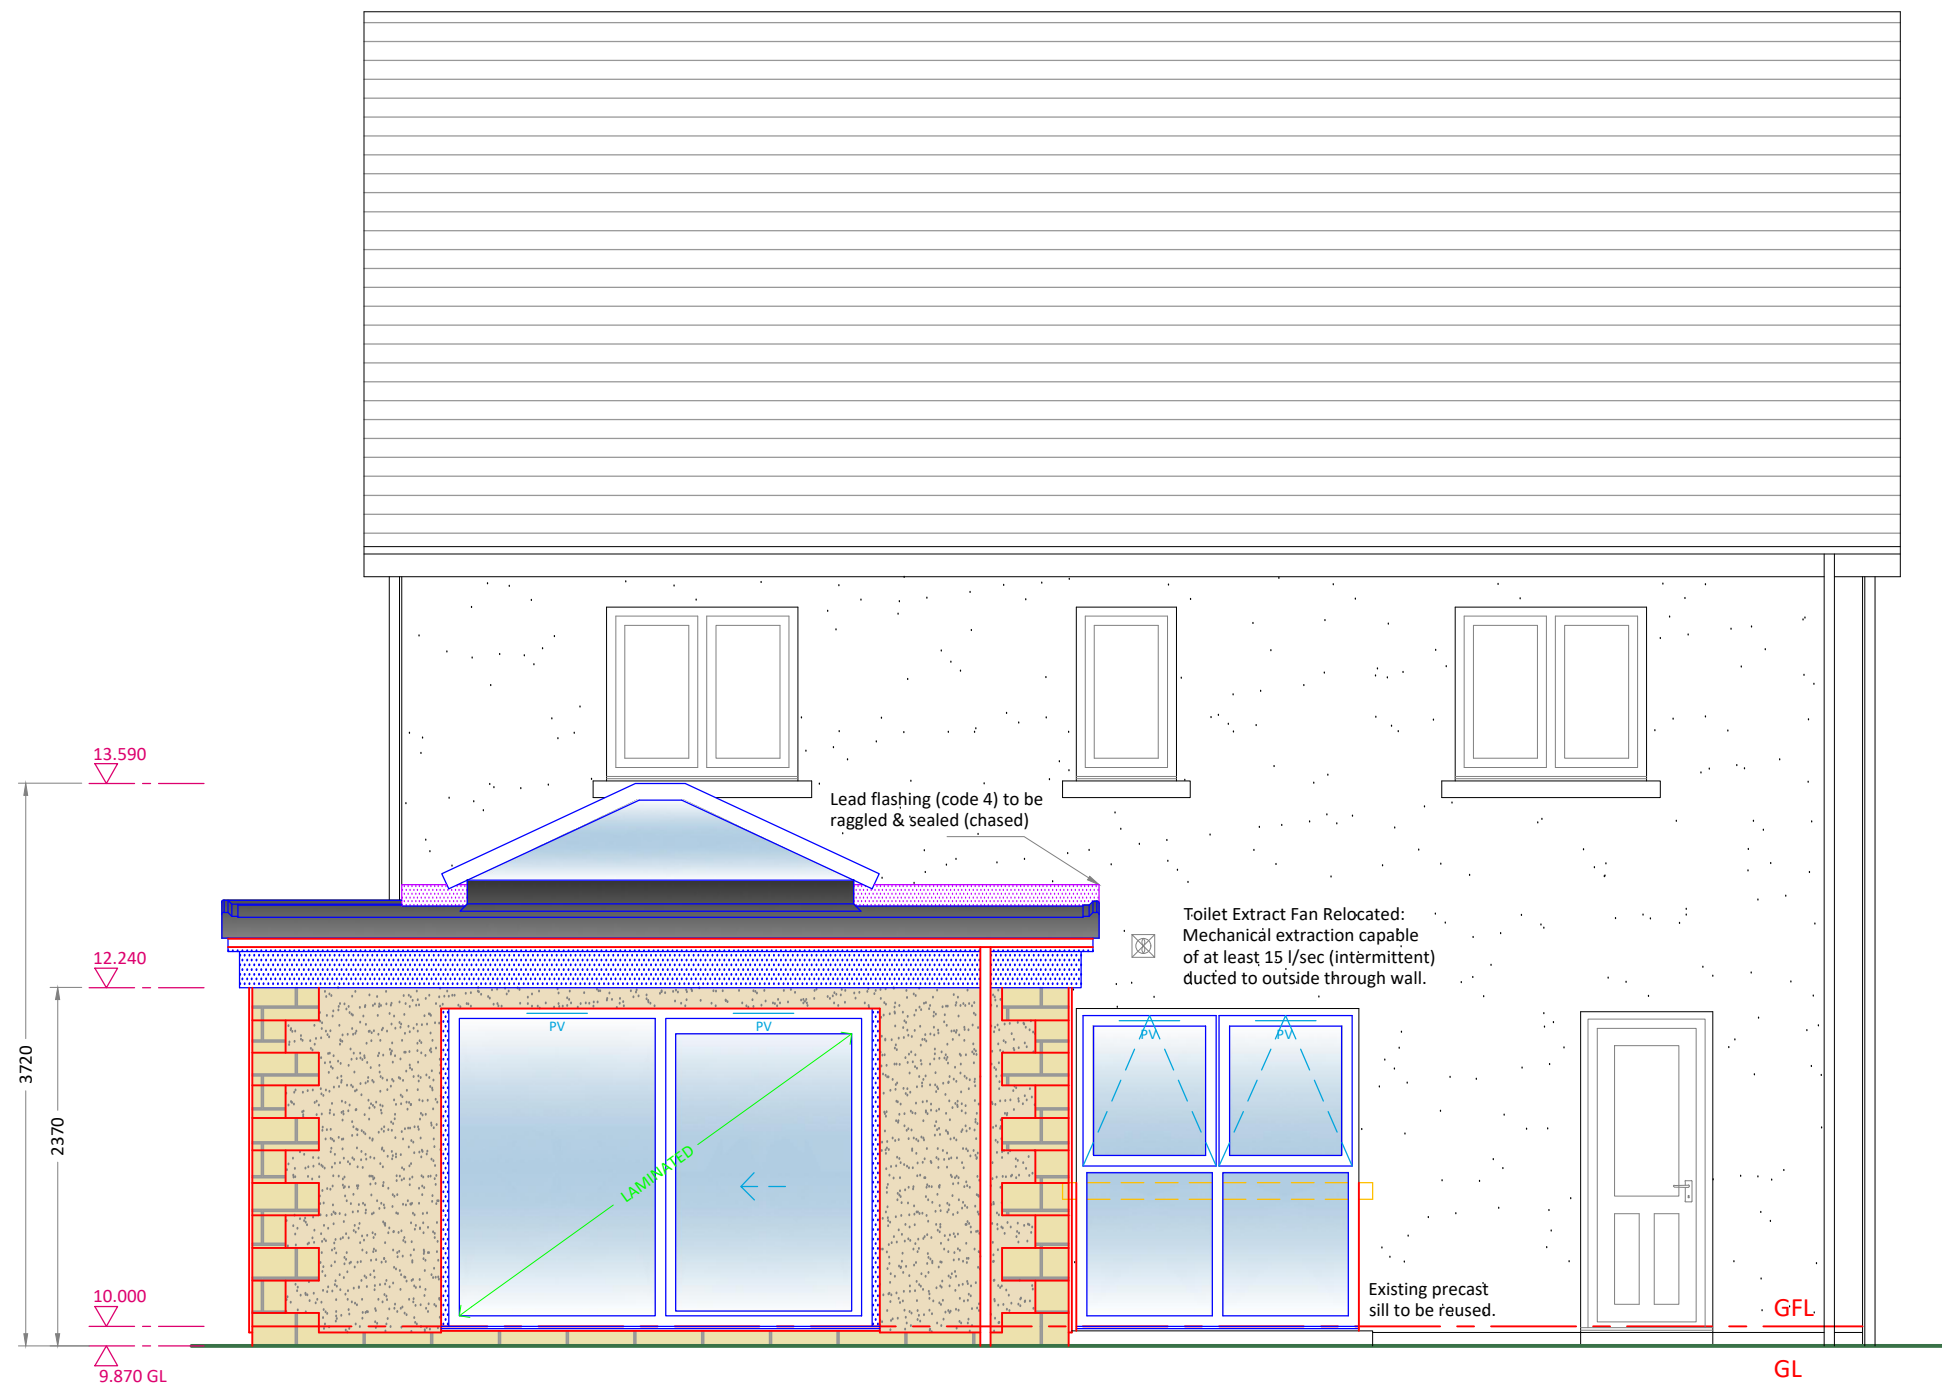 13.590
Lead flashing (code 4) to be
raggled & sealed (chased)
Toilet Extract Fan Relocated:
Mechanical extraction capable
of at least 15 l/sec (intermittent)
ducted to outside through wall.
12.240
PV
PV
PV
PV
3720
2370
LAMINATED
Existing precast
sill to be reused.
10.000
GFL
9.870 GL
GL